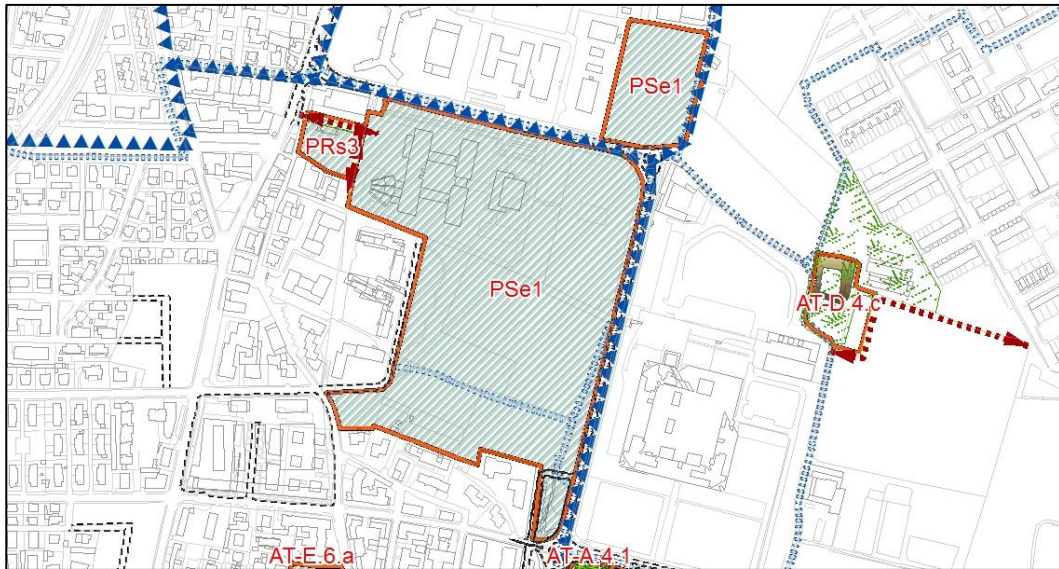 PSe1
PRs3
PSe1
AT-D.4.c
AT-E.6.a
AT-A.4.1